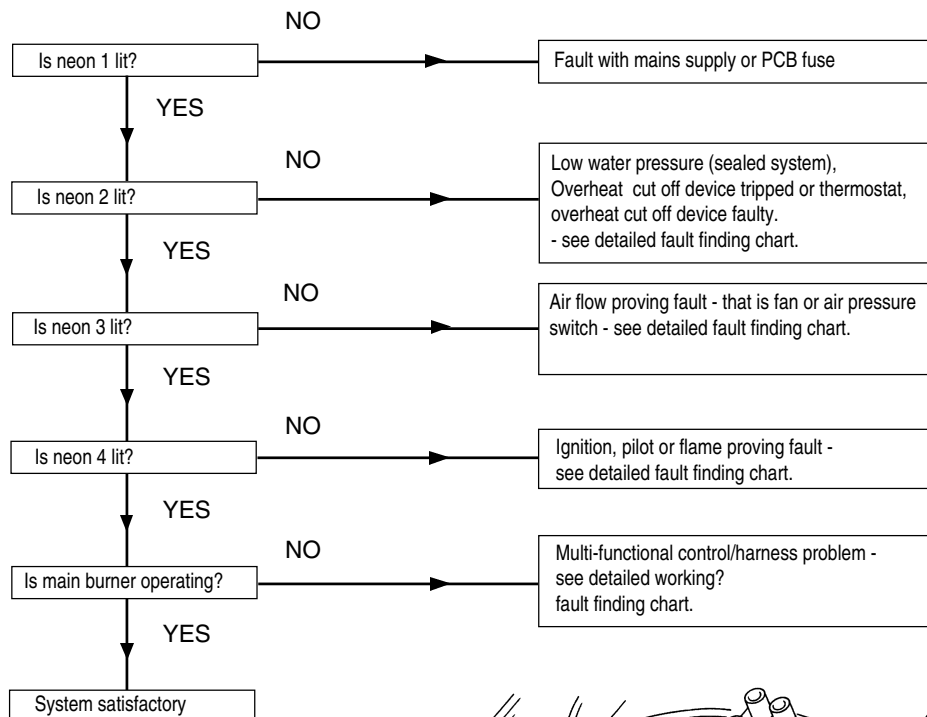 NO
Is neon 1 lit?
Fault with mains supply or PCB fuse
YES
NO
Is neon 2 lit?
Low water pressure (sealed system),
Overheat cut off device tripped or thermostat,
overheat cut off device faulty.
- see detailed fault finding chart.
YES
NO
Is neon 3 lit?
Air flow proving fault - that is fan or air pressure
switch - see detailed fault finding chart.
YES
NO
Is neon 4 lit?
Ignition, pilot or flame proving fault -
see detailed fault finding chart.
YES
NO
Is main burner operating?
Multi-functional control/harness problem -
see detailed working?
fault finding chart.
YES
System satisfactory